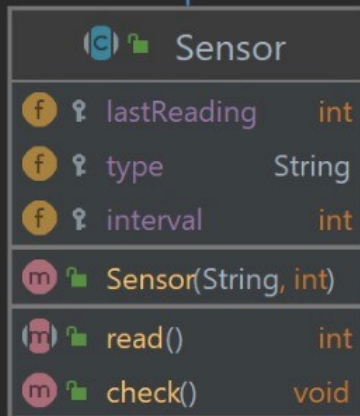 C Sensor
f lastReading int
f type String
f interval int
m Sensor(String, int)
m read() int
m check() void